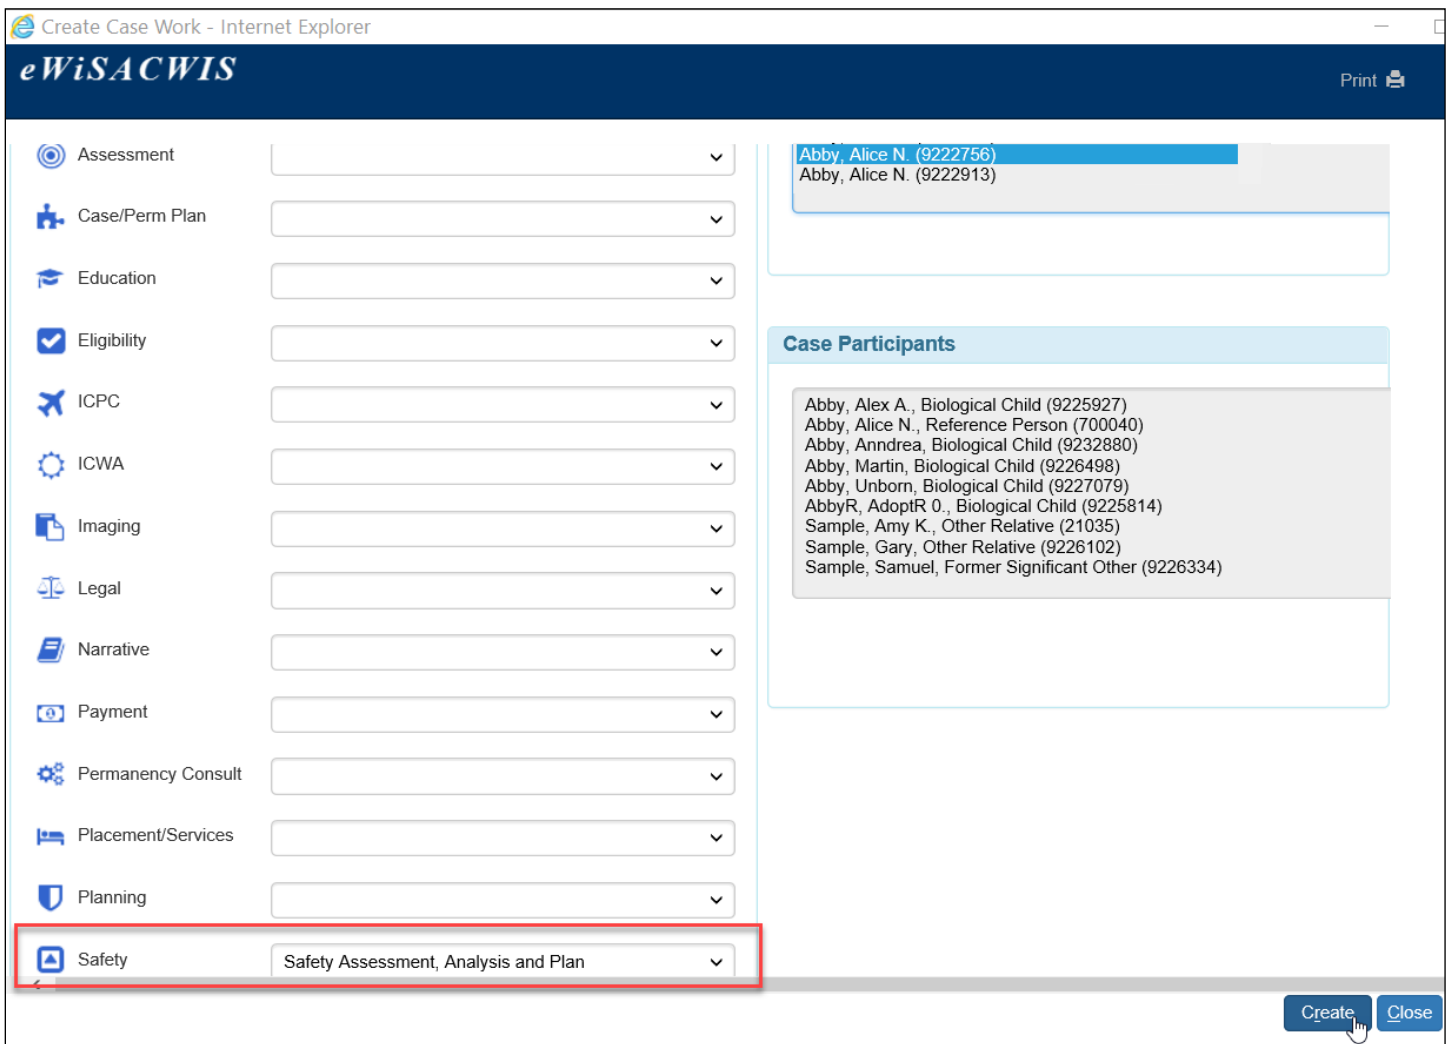 Create Case Work - Internet Explorer
eWiSACWIS
Print
Assessment
Case/Perm Plan
Education
Eligibility
ICPC
ICWA
Imaging
Legal
Narrative
Payment
Permanency Consult
Placement/Services
Planning
Safety Safety Assessment, Analysis and Plan
Abby, Alice N. (9222756)
Abby, Alice N. (9222913)
Case Participants
Abby, Alex A., Biological Child (9225927)
Abby, Alice N., Reference Person (700040)
Abby, Anndrea, Biological Child (9232880)
Abby, Martin, Biological Child (9226498)
Abby, Unborn, Biological Child (9227079)
AbbyR, AdoptR 0., Biological Child (9225814)
Sample, Amy K., Other Relative (21035)
Sample, Gary, Other Relative (9226102)
Sample, Samuel, Former Significant Other (9226334)
Create Close